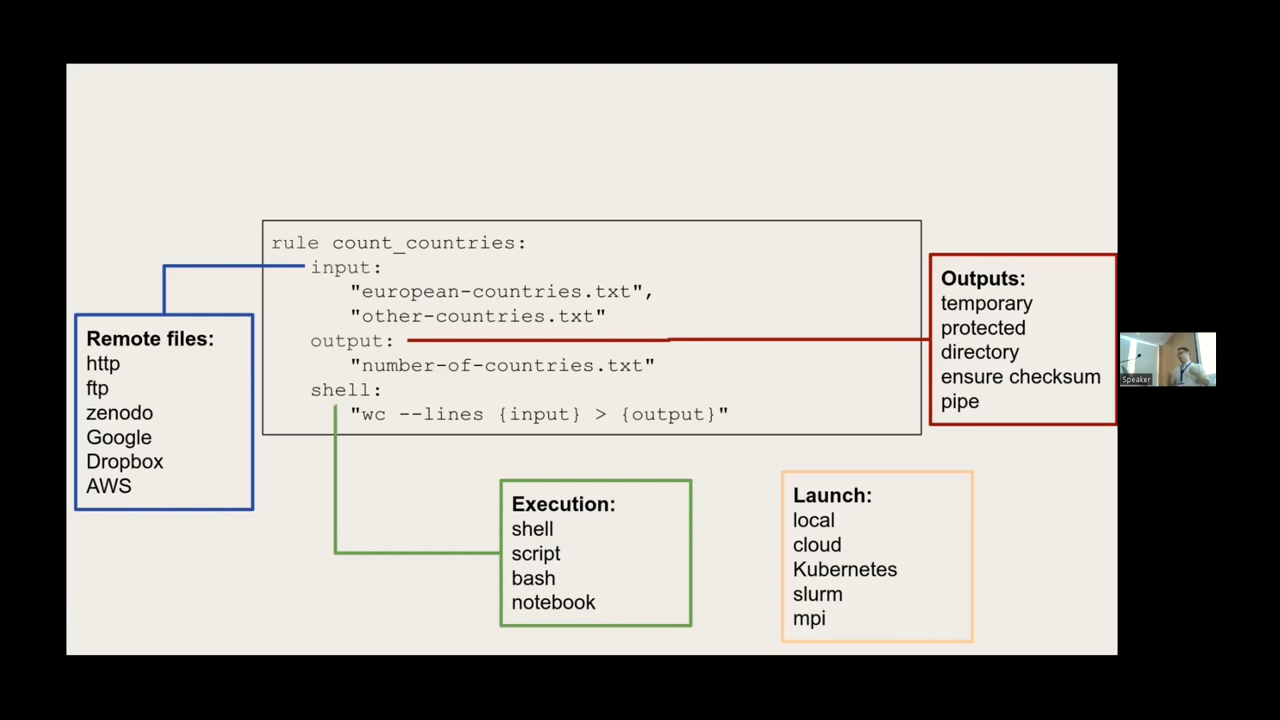 rule count_countries:
input:
"european-countries.txt",
"other-countries.txt"
output:
"number-of-countries.txt"
shell:
"wc --lines {input} > {output}"
Remote files:
http
ftp
zenodo
Google
Dropbox
AWS
Outputs:
temporary
protected
directory
ensure checksum
pipe
Execution:
shell
script
bash
notebook
Launch:
local
cloud
Kubernetes
slurm
mpi
Speaker